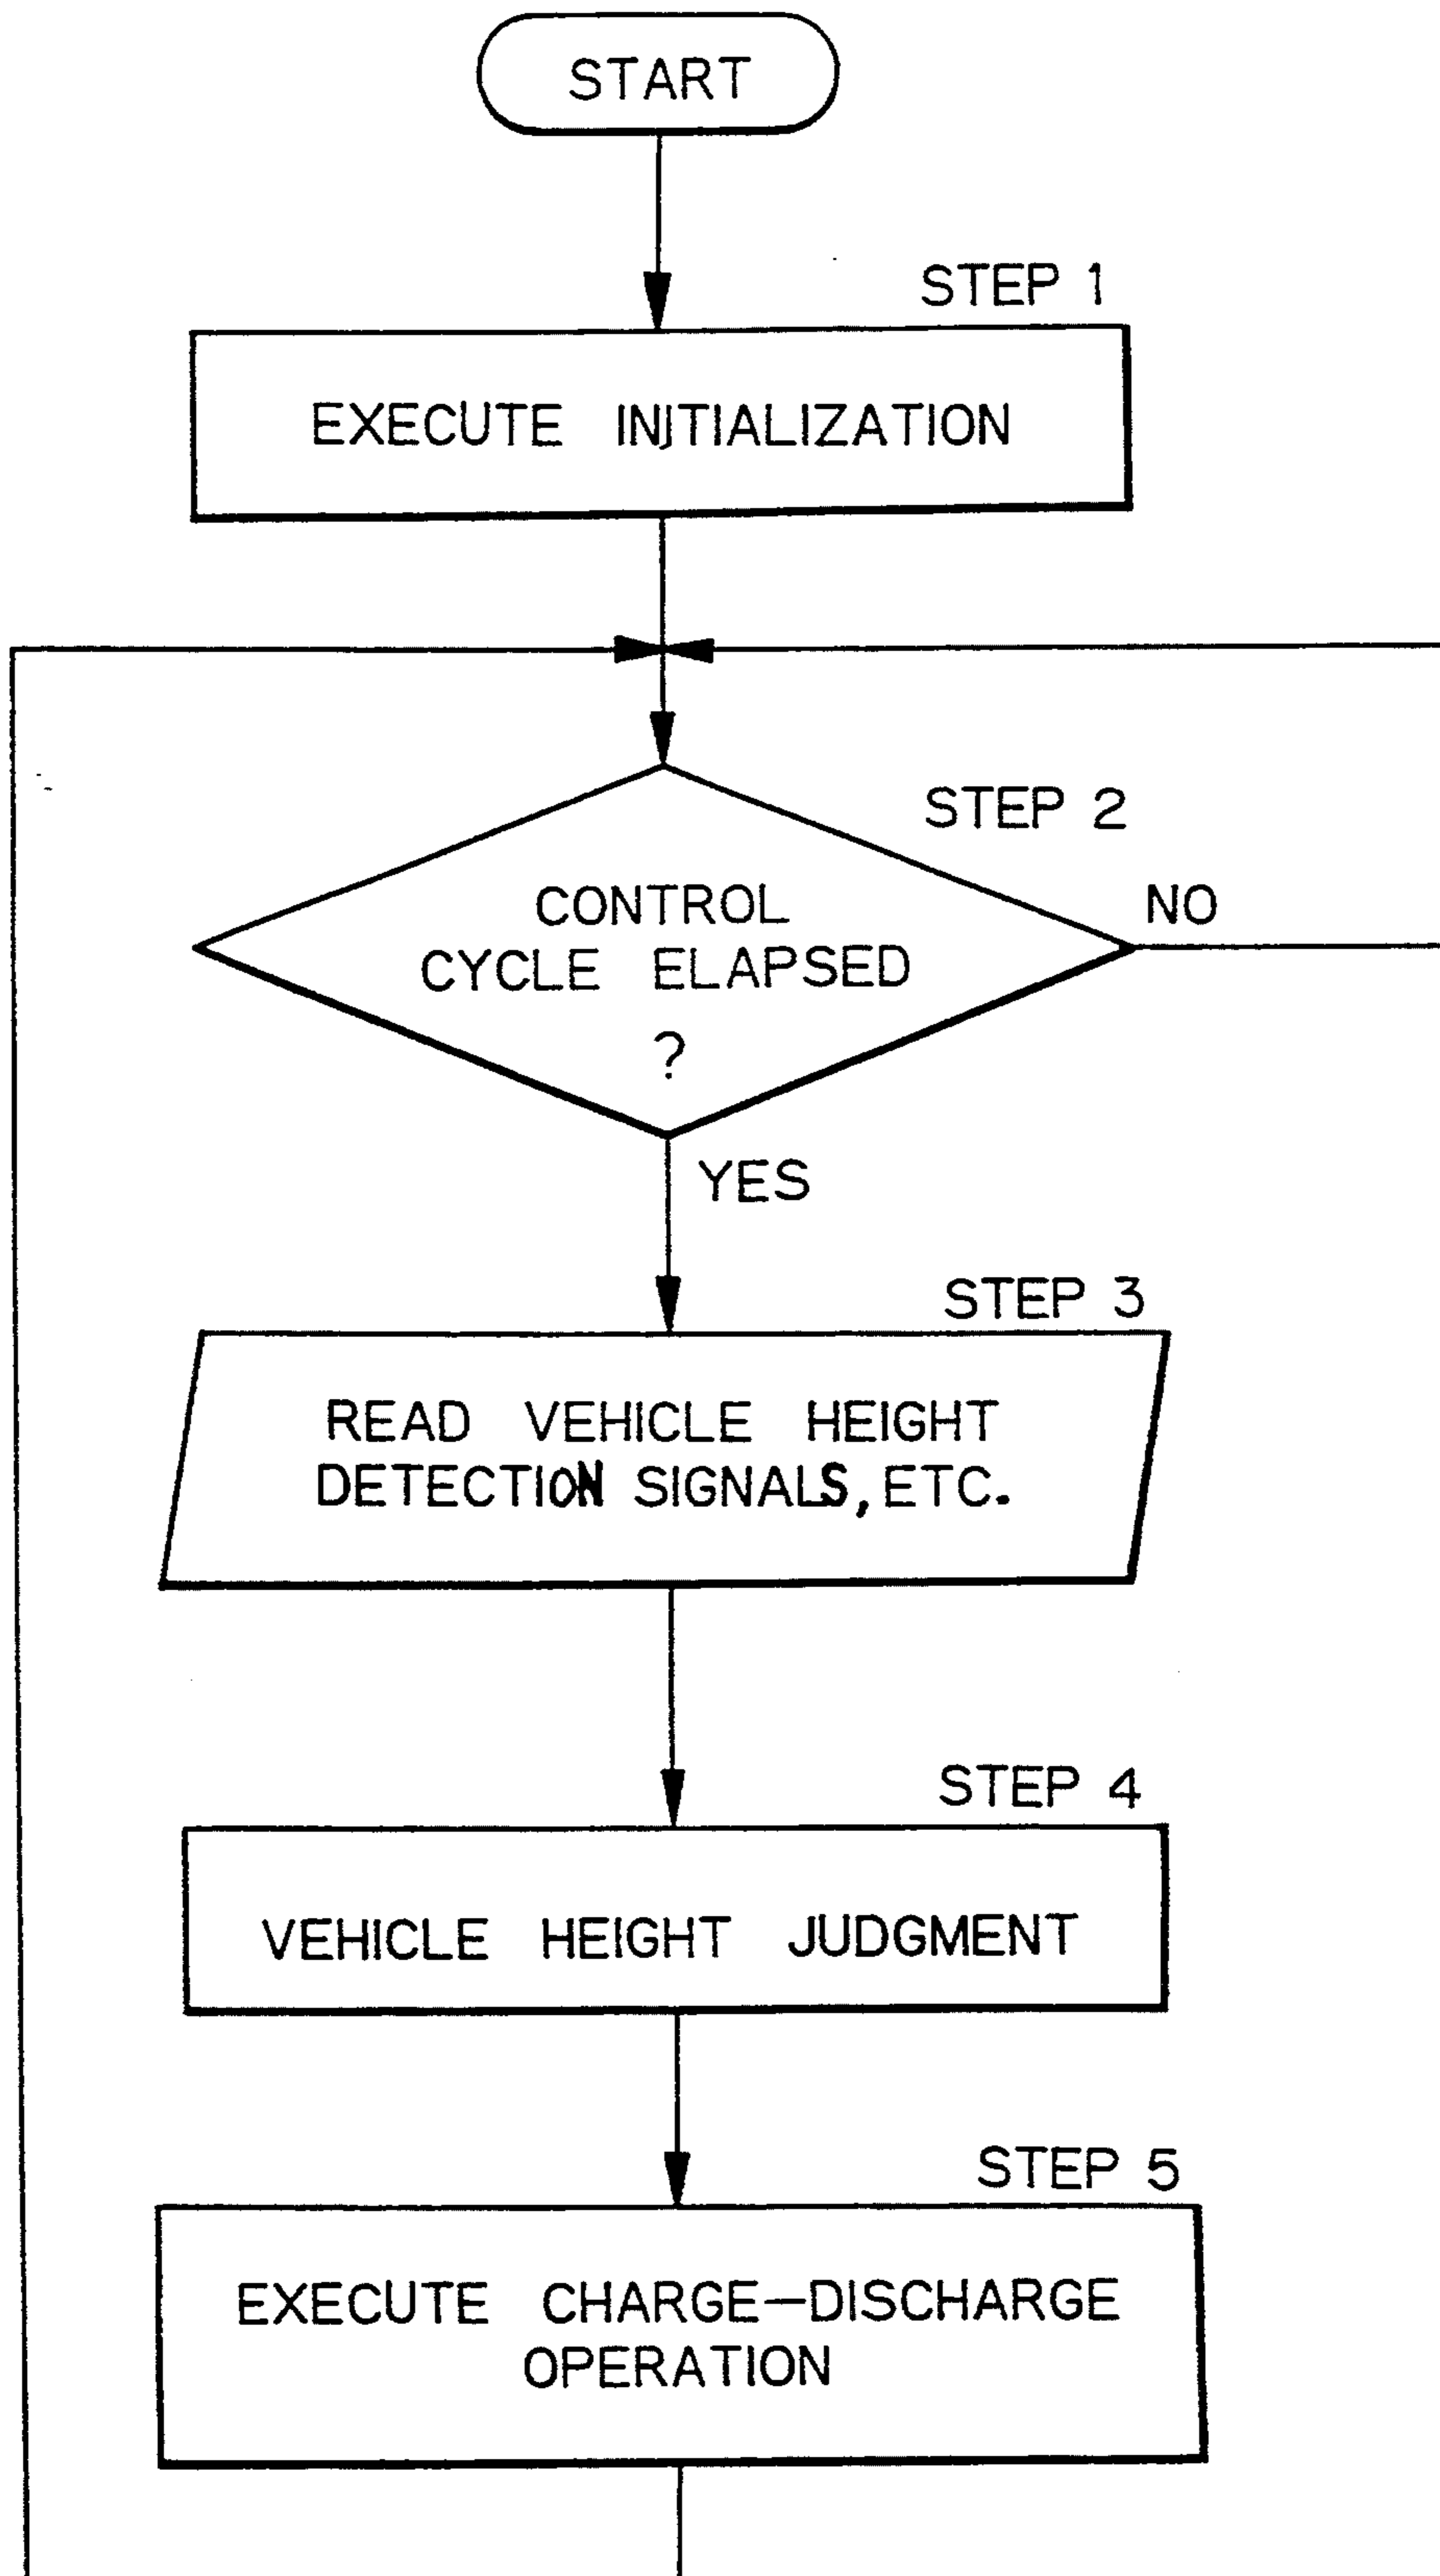 START
STEP 1
EXECUTE INITIALIZATION
STEP 2
CONTROL
CYCLE ELAPSED
?
NO
YES
STEP 3
READ VEHICLE HEIGHT
DETECTION SIGNALS, ETC.
STEP 4
VEHICLE HEIGHT JUDGMENT
STEP 5
EXECUTE CHARGE-DISCHARGE
OPERATION